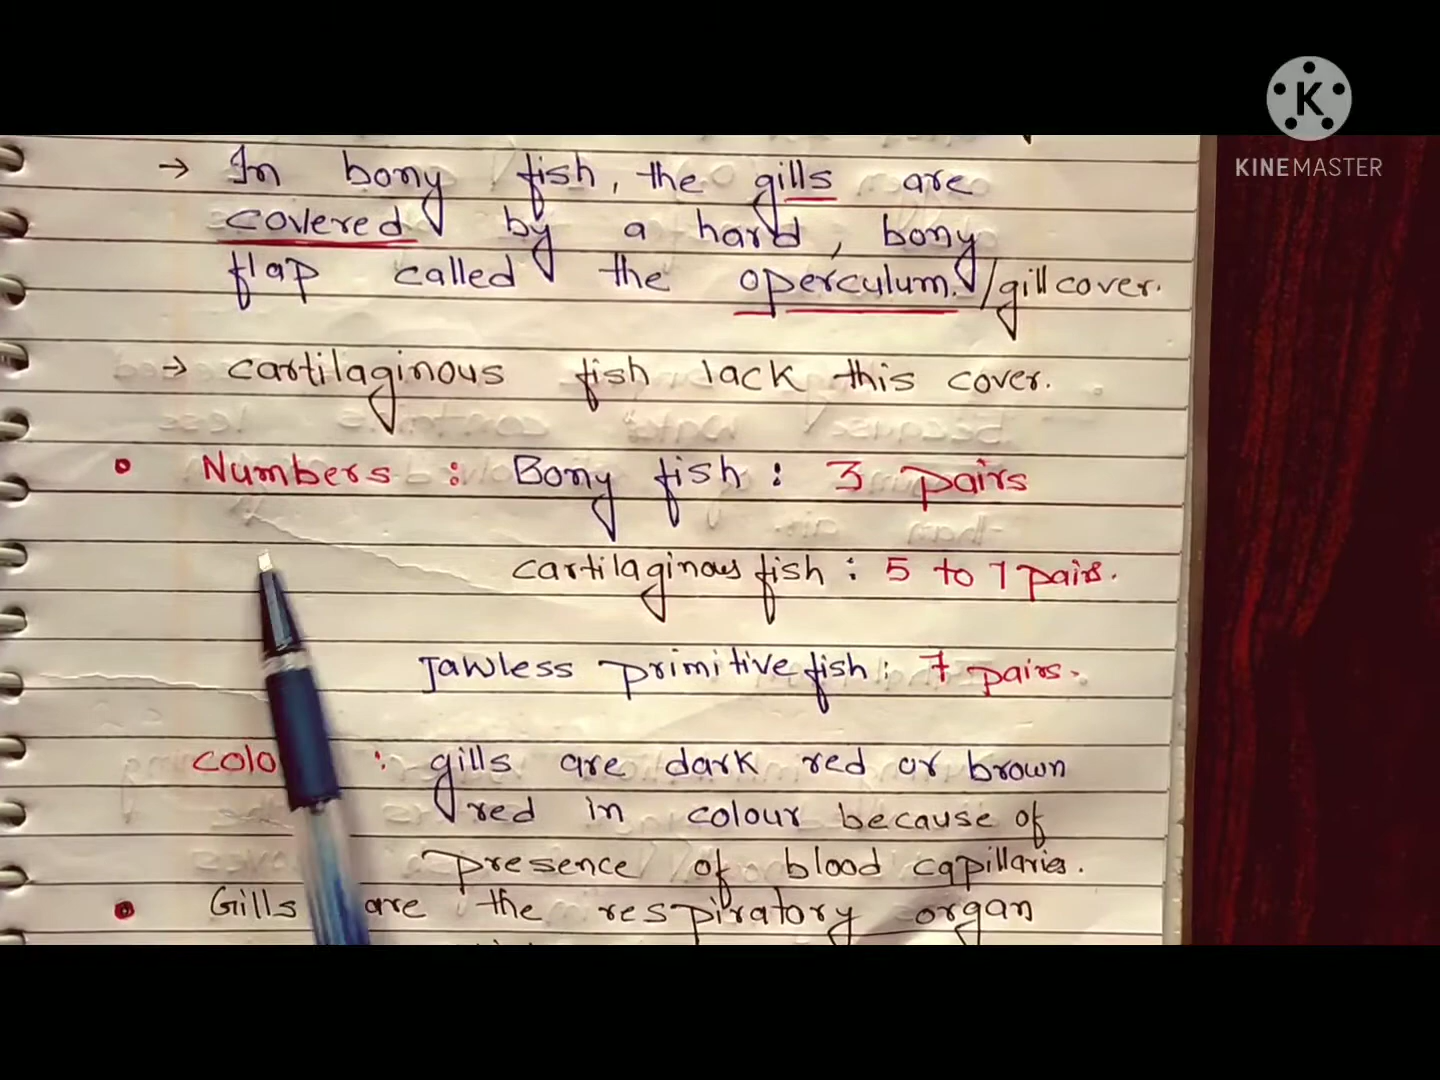 K
KINEMASTER
→ In bony fish, the gills are
covered by a hard, bony
flap called the operculum./gill cover.
→ cartilaginous fish lack this cover.
• Numbers : Bony fish : 3 pairs
cartilaginous fish : 5 to 7 pairs.
Jawless primitive fish : 7 pairs.
colo : gills are dark red or brown
red in colour because of
presence of blood capillaries.
• Gills are the respiratory organ